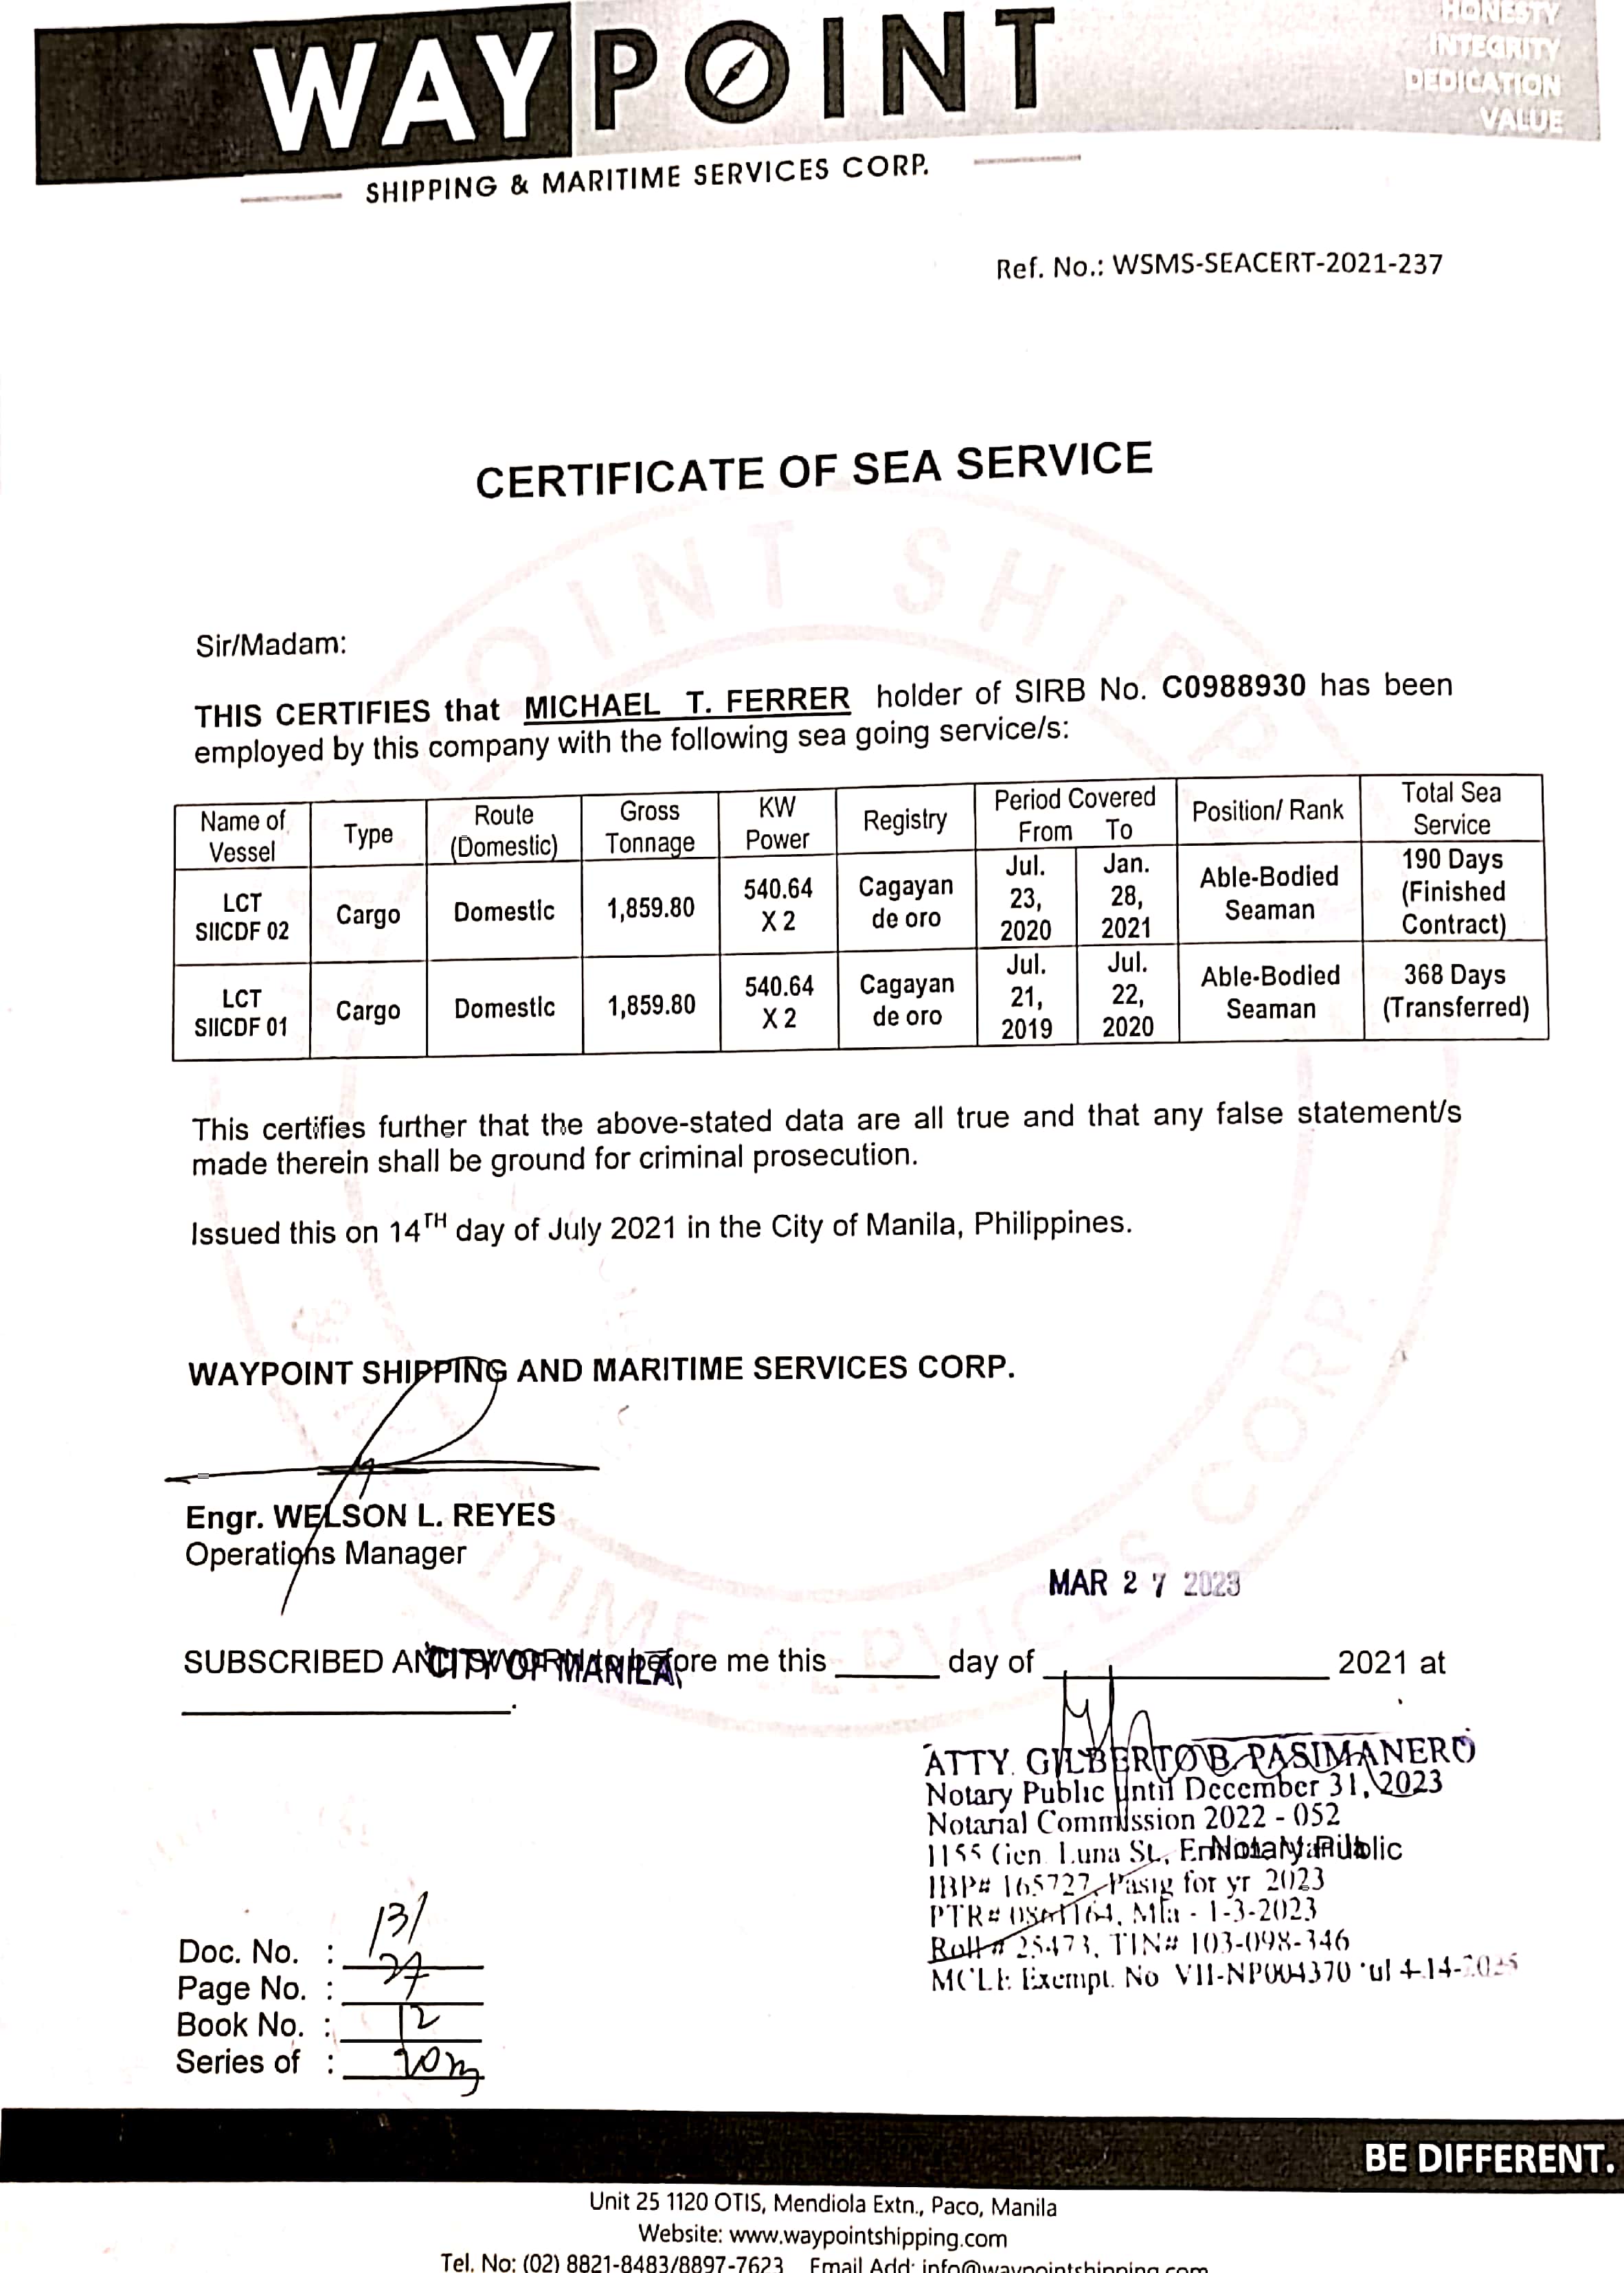 WAYPOINT
HONESTY
INTEGRITY
DEDICATION
VALUE
SHIPPING & MARITIME SERVICES CORP.
Ref. No.: WSMS-SEACERT-2021-237
CERTIFICATE OF SEA SERVICE
Sir/Madam:
THIS CERTIFIES that MICHAEL T. FERRER holder of SIRB No. C0988930 has been
employed by this company with the following sea going service/s:
Name of Vessel | Type | Route (Domestic) | Gross Tonnage | KW Power | Registry | Period Covered From To | Position/ Rank | Total Sea Service
LCT SIICDF 02 | Cargo | Domestic | 1,859.80 | 540.64 X 2 | Cagayan de oro | Jul. 23, 2020 | Jan. 28, 2021 | Able-Bodied Seaman | 190 Days (Finished Contract)
LCT SIICDF 01 | Cargo | Domestic | 1,859.80 | 540.64 X 2 | Cagayan de oro | Jul. 21, 2019 | Jul. 22, 2020 | Able-Bodied Seaman | 368 Days (Transferred)
This certifies further that the above-stated data are all true and that any false statement/s
made therein shall be ground for criminal prosecution.
Issued this on 14TH day of July 2021 in the City of Manila, Philippines.
WAYPOINT SHIPPING AND MARITIME SERVICES CORP.
Engr. WELSON L. REYES
Operations Manager
MAR 27 2023
SUBSCRIBED AND SWORN to before me this ______ day of ______ 2021 at
CITY OF MANILA
ATTY. GILBERTO B. PASIMANERO
Notary Public until December 31, 2023
Notarial Commission 2022 - 052
1155 Gen. Luna St.,
Notary Public
IBP# 165727, Pasig for yr 2023
PTR# Mla - 1-3-2023
Roll # 25473, TIN# 103-098-346
MCLE Exempt. No VII-NP004370 4-14-2025
Doc. No. : 131
Page No. : 27
Book No. : 12
Series of : 2023
BE DIFFERENT.
Unit 25 1120 OTIS, Mendiola Extn., Paco, Manila
Website: www.waypointshipping.com
Tel. No: (02) 8821-8483/8897-7623 Email Add: info@waypointshipping.com